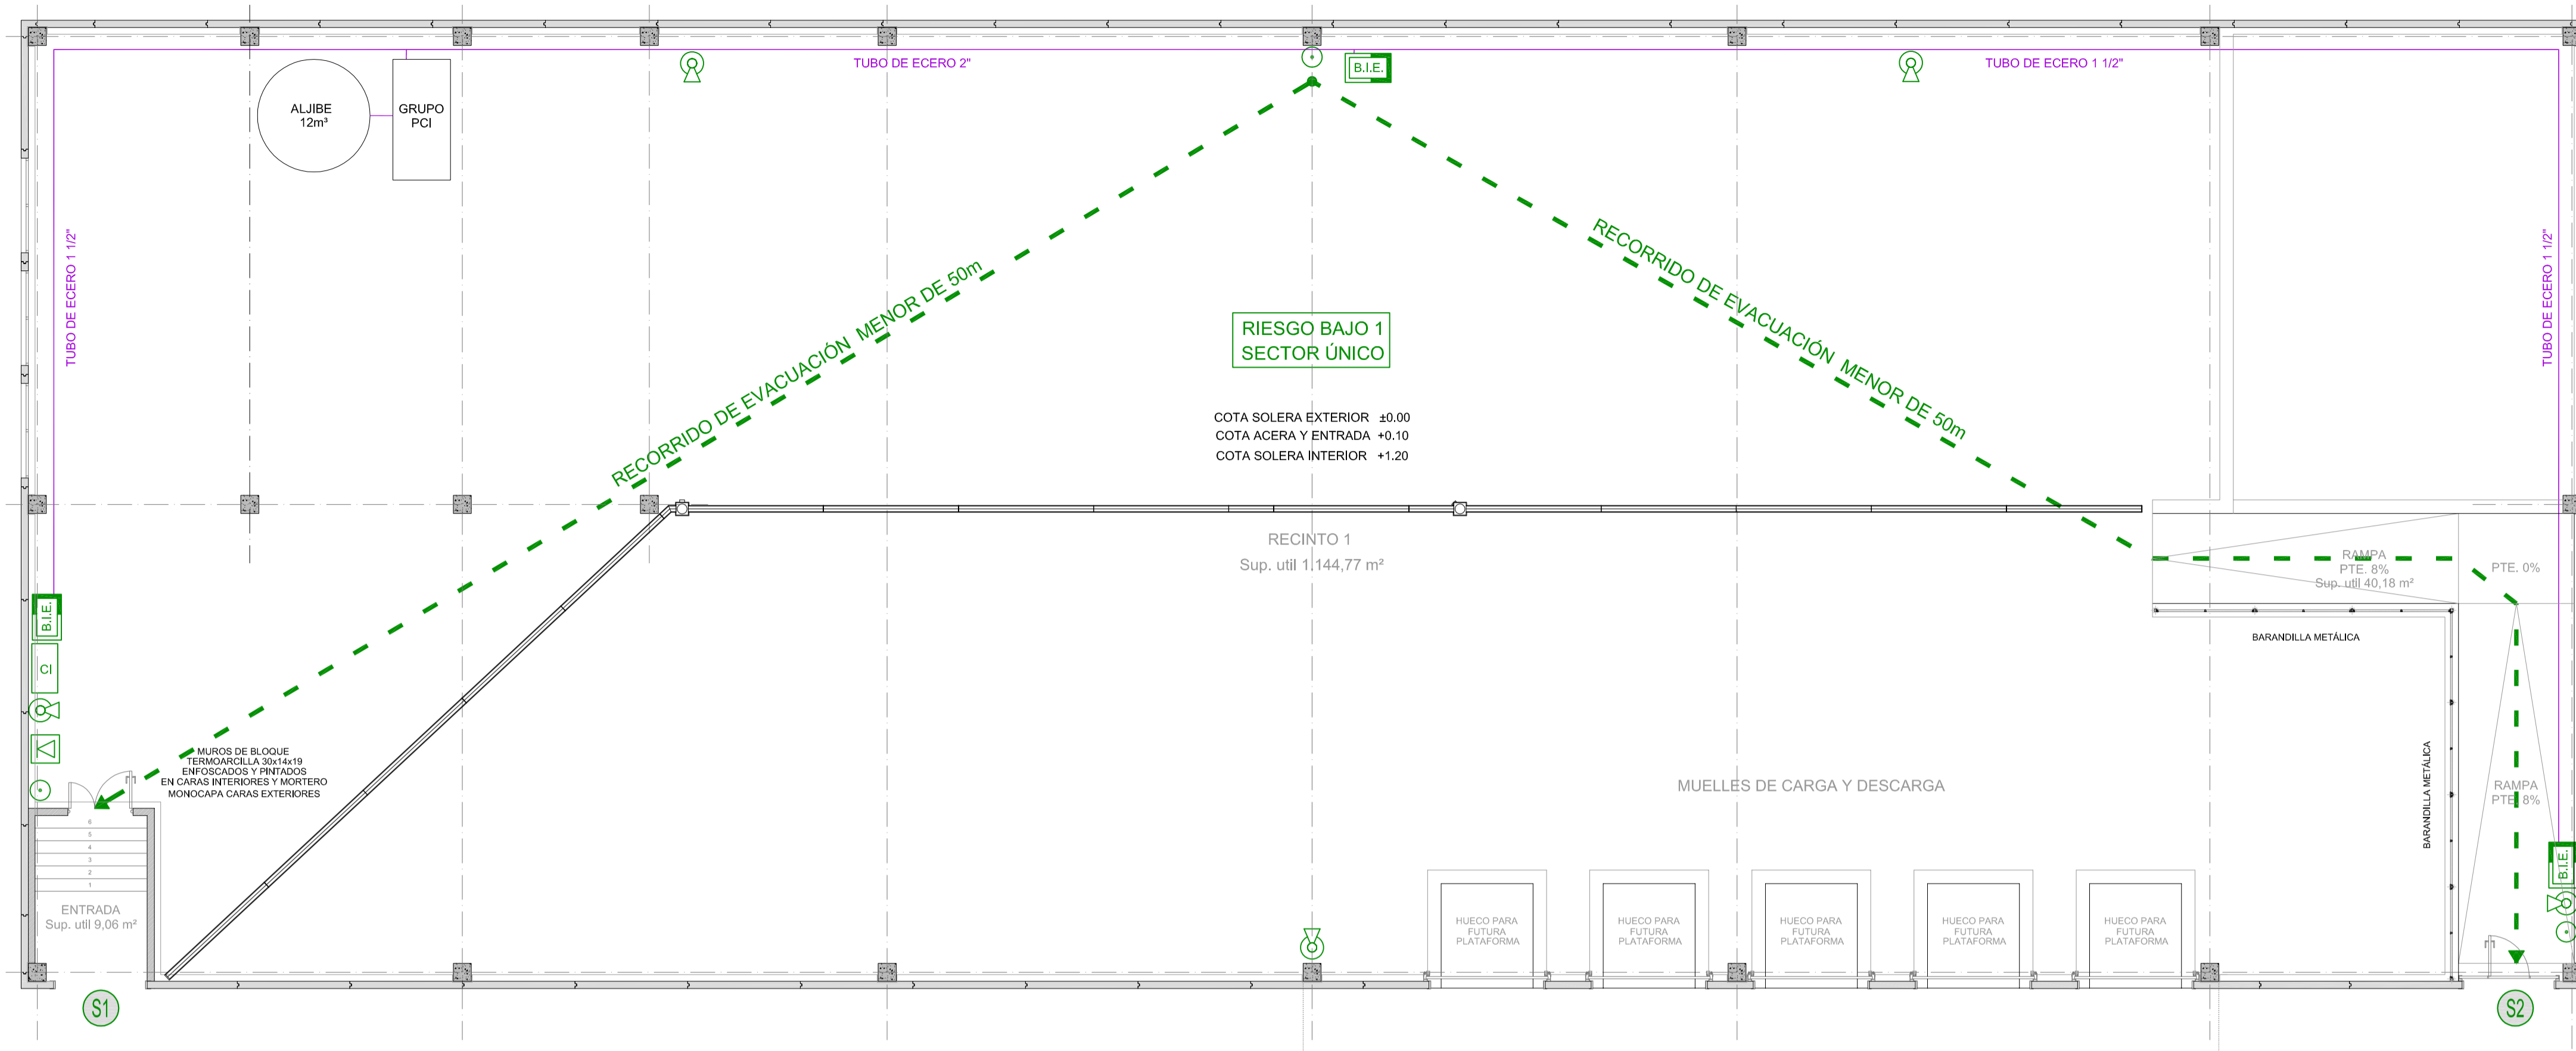 TUBO DE ECERO 2"
B.I.E.
TUBO DE ECERO 1 1/2"
ALJIBE
12m³
GRUPO
PCI
TUBO DE ECERO 1 1/2"
RECORRIDO DE EVACUACIÓN  MENOR DE 50m
RECORRIDO DE EVACUACIÓN  MENOR DE 50m
TUBO DE ECERO 1 1/2"
RIESGO BAJO 1
SECTOR ÚNICO
COTA SOLERA EXTERIOR  ±0.00
COTA ACERA Y ENTRADA  +0.10
COTA SOLERA INTERIOR  +1.20
RECINTO 1
Sup. util 1.144,77 m²
RAMPA
PTE. 8%
Sup. util 40,18 m²
PTE. 0%
BARANDILLA METÁLICA
B.I.E.
CI
MUROS DE BLOQUE
TERMOARCILLA 30x14x19
ENFOSCADOS Y PINTADOS
EN CARAS INTERIORES Y MORTERO
MONOCAPA CARAS EXTERIORES
MUELLES DE CARGA Y DESCARGA
BARANDILLA METÁLICA
RAMPA
PTE. 8%
B.I.E.
6
5
4
3
2
1
ENTRADA
Sup. util 9,06 m²
HUECO PARA
FUTURA
PLATAFORMA
HUECO PARA
FUTURA
PLATAFORMA
HUECO PARA
FUTURA
PLATAFORMA
HUECO PARA
FUTURA
PLATAFORMA
HUECO PARA
FUTURA
PLATAFORMA
S1
S2